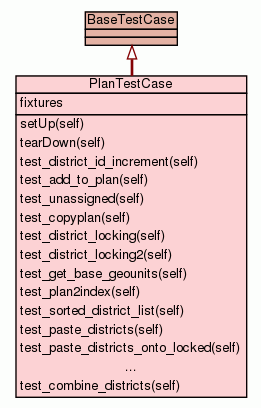 BaseTestCase
PlanTestCase
fixtures
setUp(self)
tearDown(self)
test_district_id_increment(self)
test_add_to_plan(self)
test_unassigned(self)
test_copyplan(self)
test_district_locking(self)
test_district_locking2(self)
test_get_base_geounits(self)
test_plan2index(self)
test_sorted_district_list(self)
test_paste_districts(self)
test_paste_districts_onto_locked(self)
...
test_combine_districts(self)